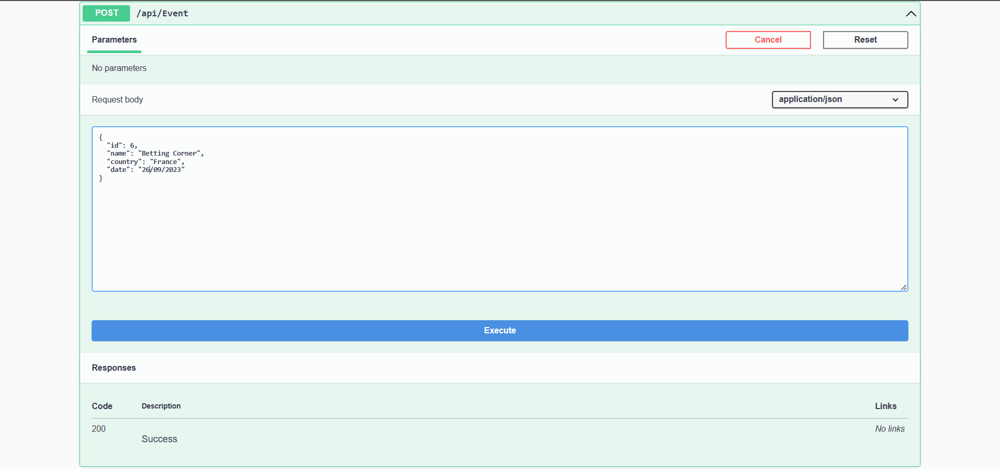 POST /api/Event
Parameters Cancel Reset
No parameters
Request body application/json
{
  "id": 6,
  "name": "Betting Corner",
  "country": "France",
  "date": "26/09/2023"
}
Execute
Responses
Code Description Links
200 Success No links